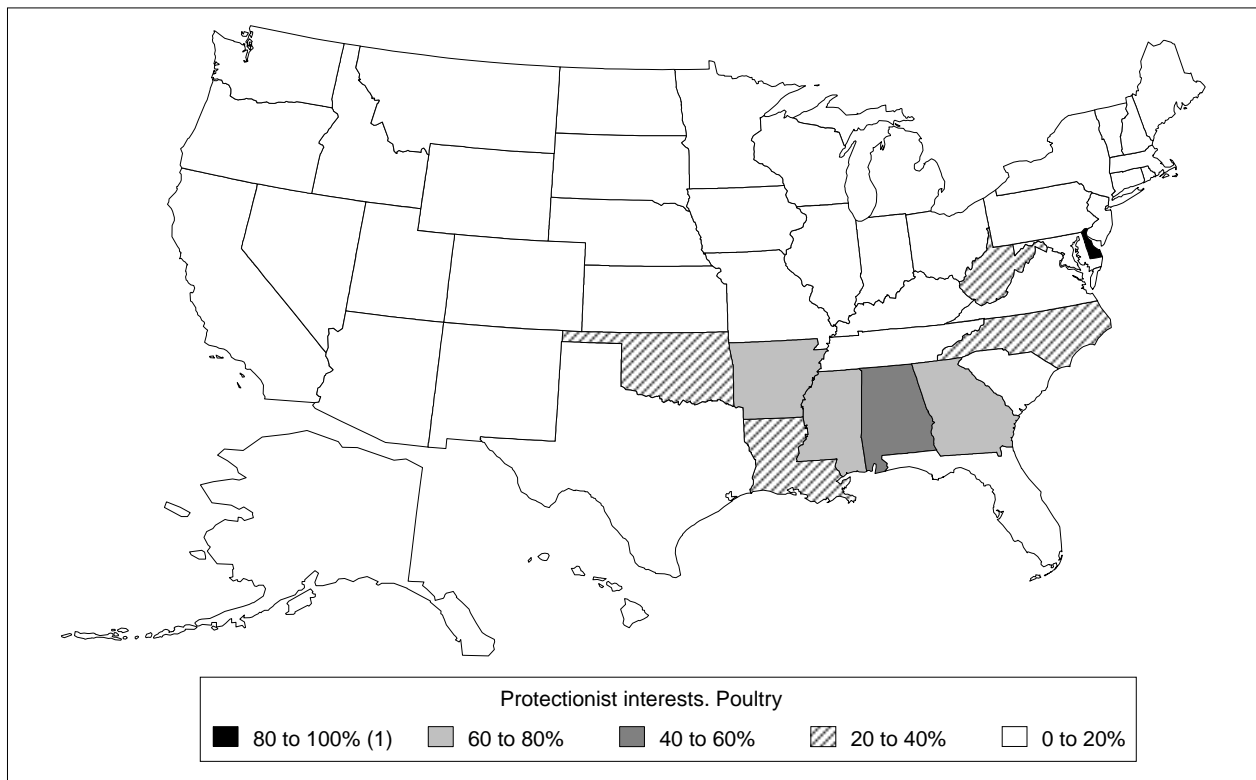 Protectionist interests. Poultry
80 to 100% (1) 60 to 80% 40 to 60% 20 to 40% 0 to 20%